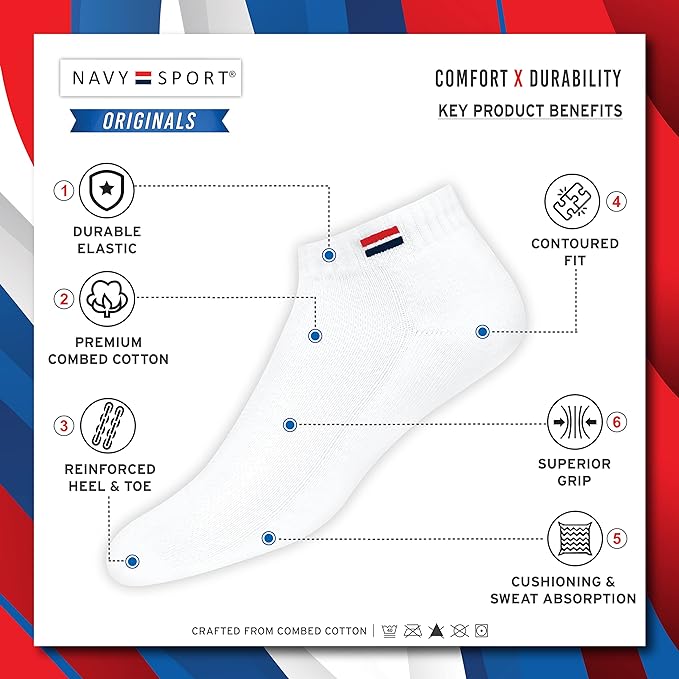 NAVY SPORT®
ORIGINALS
COMFORT X DURABILITY
KEY PRODUCT BENEFITS
1
DURABLE
ELASTIC
2
PREMIUM
COMBED COTTON
3
REINFORCED
HEEL & TOE
4
CONTOURED
FIT
6
SUPERIOR
GRIP
5
CUSHIONING &
SWEAT ABSORPTION
CRAFTED FROM COMBED COTTON
40